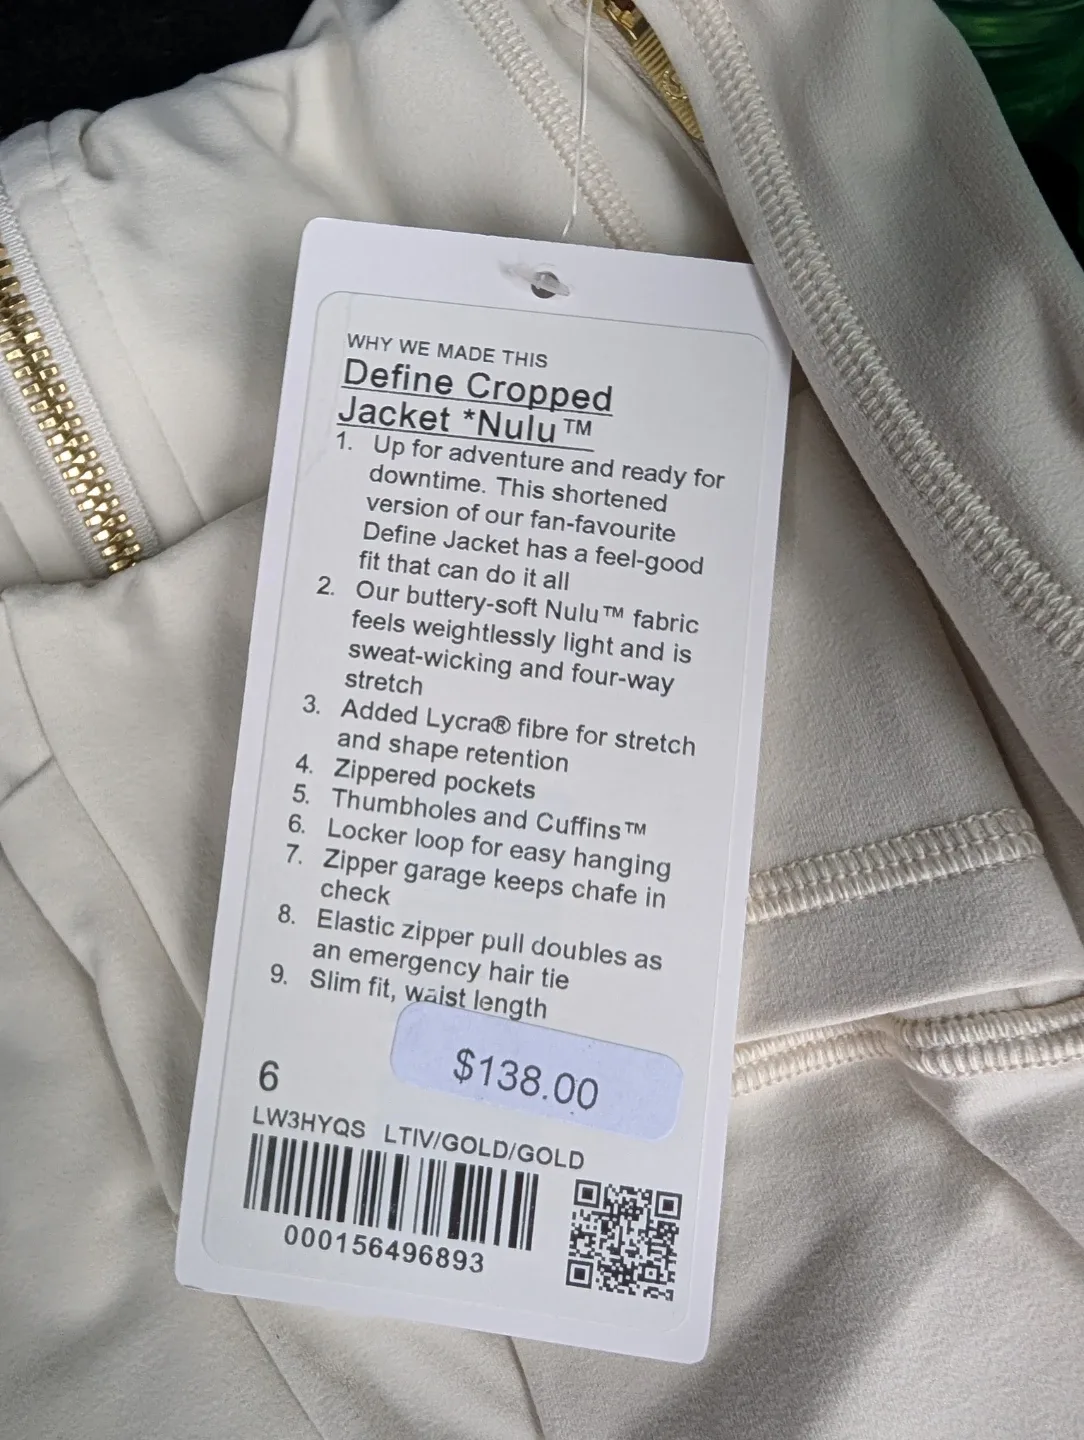 WHY WE MADE THIS
Define Cropped
Jacket *Nulu™
1. Up for adventure and ready for
downtime. This shortened
version of our fan-favourite
Define Jacket has a feel-good
fit that can do it all
2. Our buttery-soft Nulu™ fabric
feels weightlessly light and is
sweat-wicking and four-way
stretch
3. Added Lycra® fibre for stretch
and shape retention
4. Zippered pockets
5. Thumbholes and Cuffins™
6. Locker loop for easy hanging
7. Zipper garage keeps chafe in
check
8. Elastic zipper pull doubles as
an emergency hair tie
9. Slim fit, waist length
$138.00
6
LW3HYQS LTIV/GOLD/GOLD
000156496893